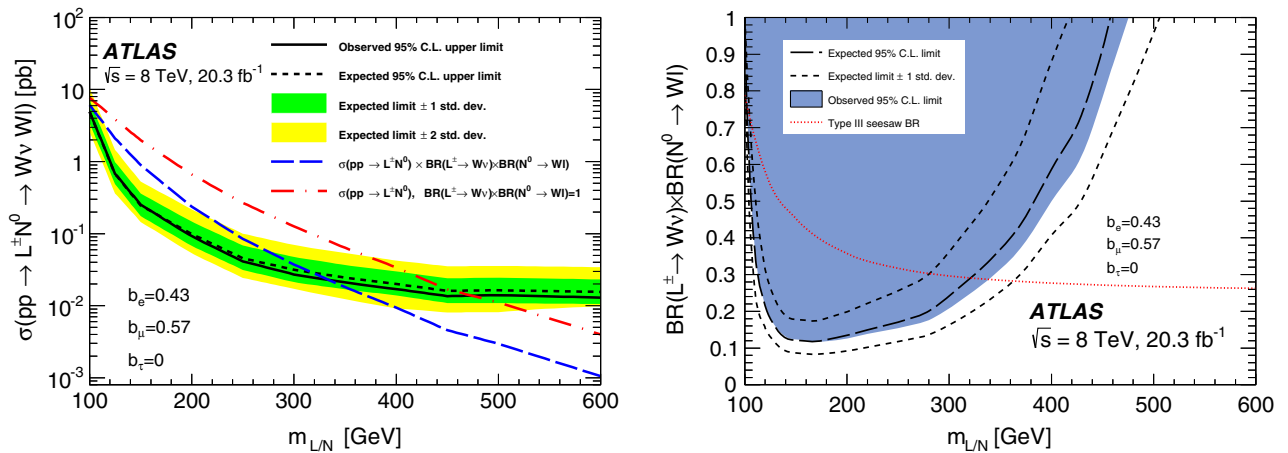 σ(pp → L±N⁰ → Wν Wl) [pb]
10²
10
1
10⁻¹
10⁻²
10⁻³
ATLAS
√s = 8 TeV, 20.3 fb⁻¹
Observed 95% C.L. upper limit
Expected 95% C.L. upper limit
Expected limit ± 1 std. dev.
Expected limit ± 2 std. dev.
σ(pp → L±N⁰) × BR(L±→ Wν)×BR(N⁰ → Wl)
σ(pp → L±N⁰), BR(L±→ Wν)×BR(N⁰ → Wl)=1
bₑ=0.43
b_μ=0.57
b_τ=0
100 200 300 400 500 600
m_L/N [GeV]
BR(L±→ Wν)×BR(N⁰ → Wl)
1
0.9
0.8
0.7
0.6
0.5
0.4
0.3
0.2
0.1
0
Expected 95% C.L. limit
Expected limit ± 1 std. dev.
Observed 95% C.L. limit
Type III seesaw BR
bₑ=0.43
b_μ=0.57
b_τ=0
ATLAS
√s = 8 TeV, 20.3 fb⁻¹
100 200 300 400 500 600
m_L/N [GeV]